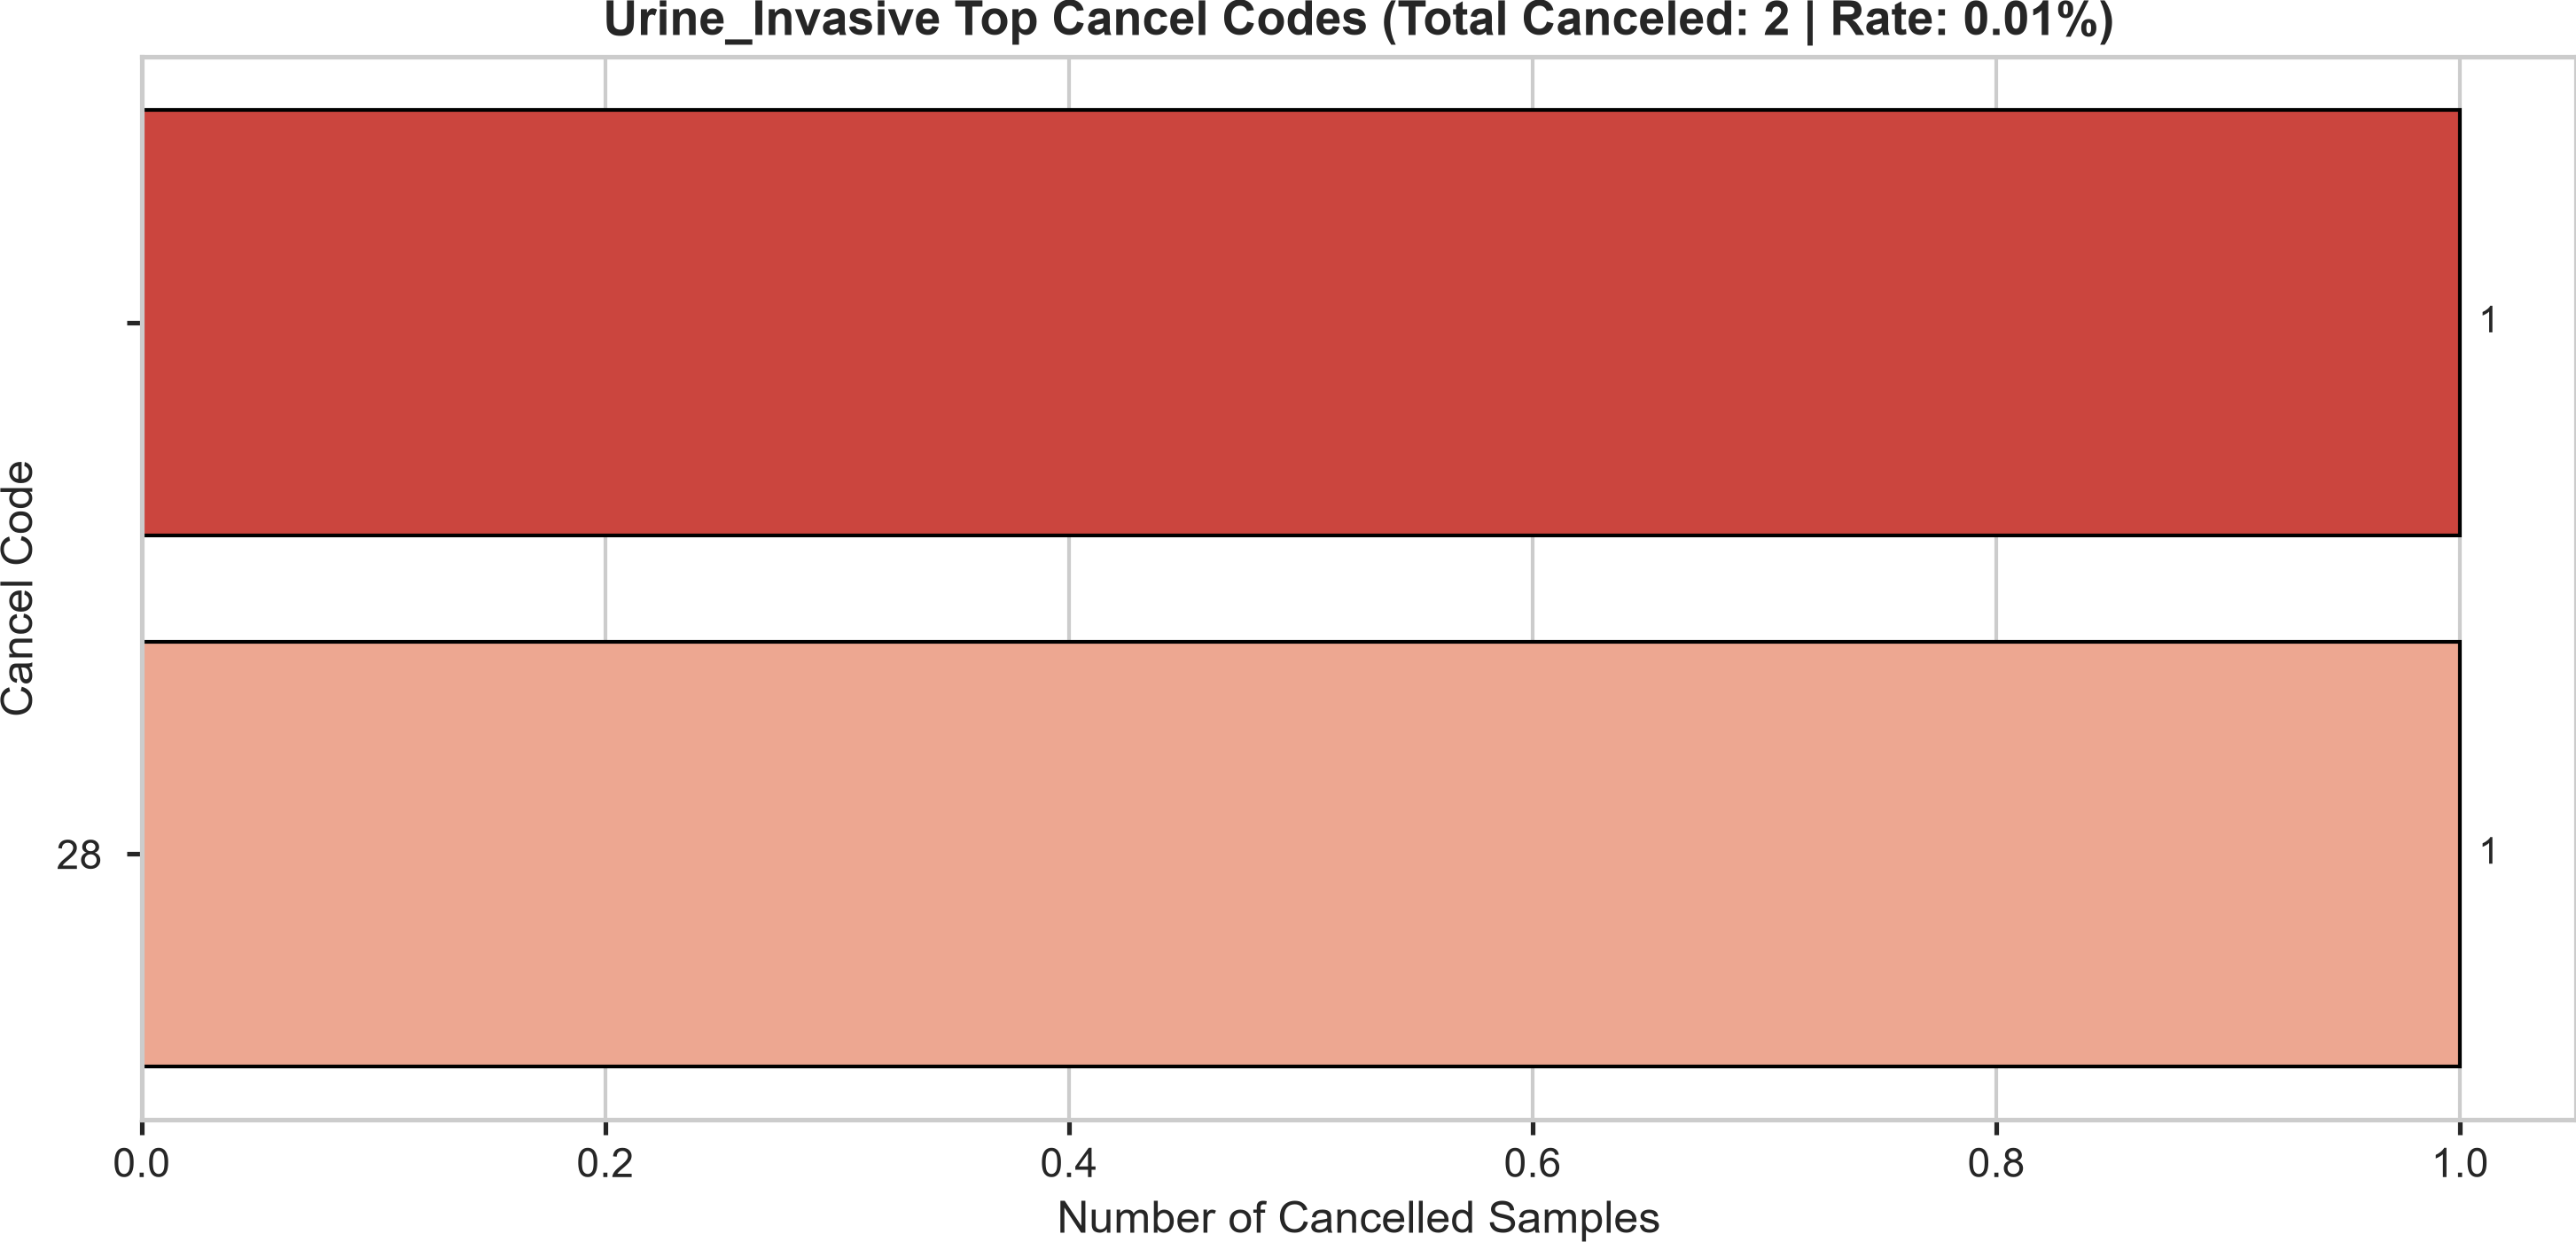 Urine_Invasive Top Cancel Codes (Total Canceled: 2 | Rate: 0.01%)
Cancel Code
1
28
1
0.0 0.2 0.4 0.6 0.8 1.0
Number of Cancelled Samples